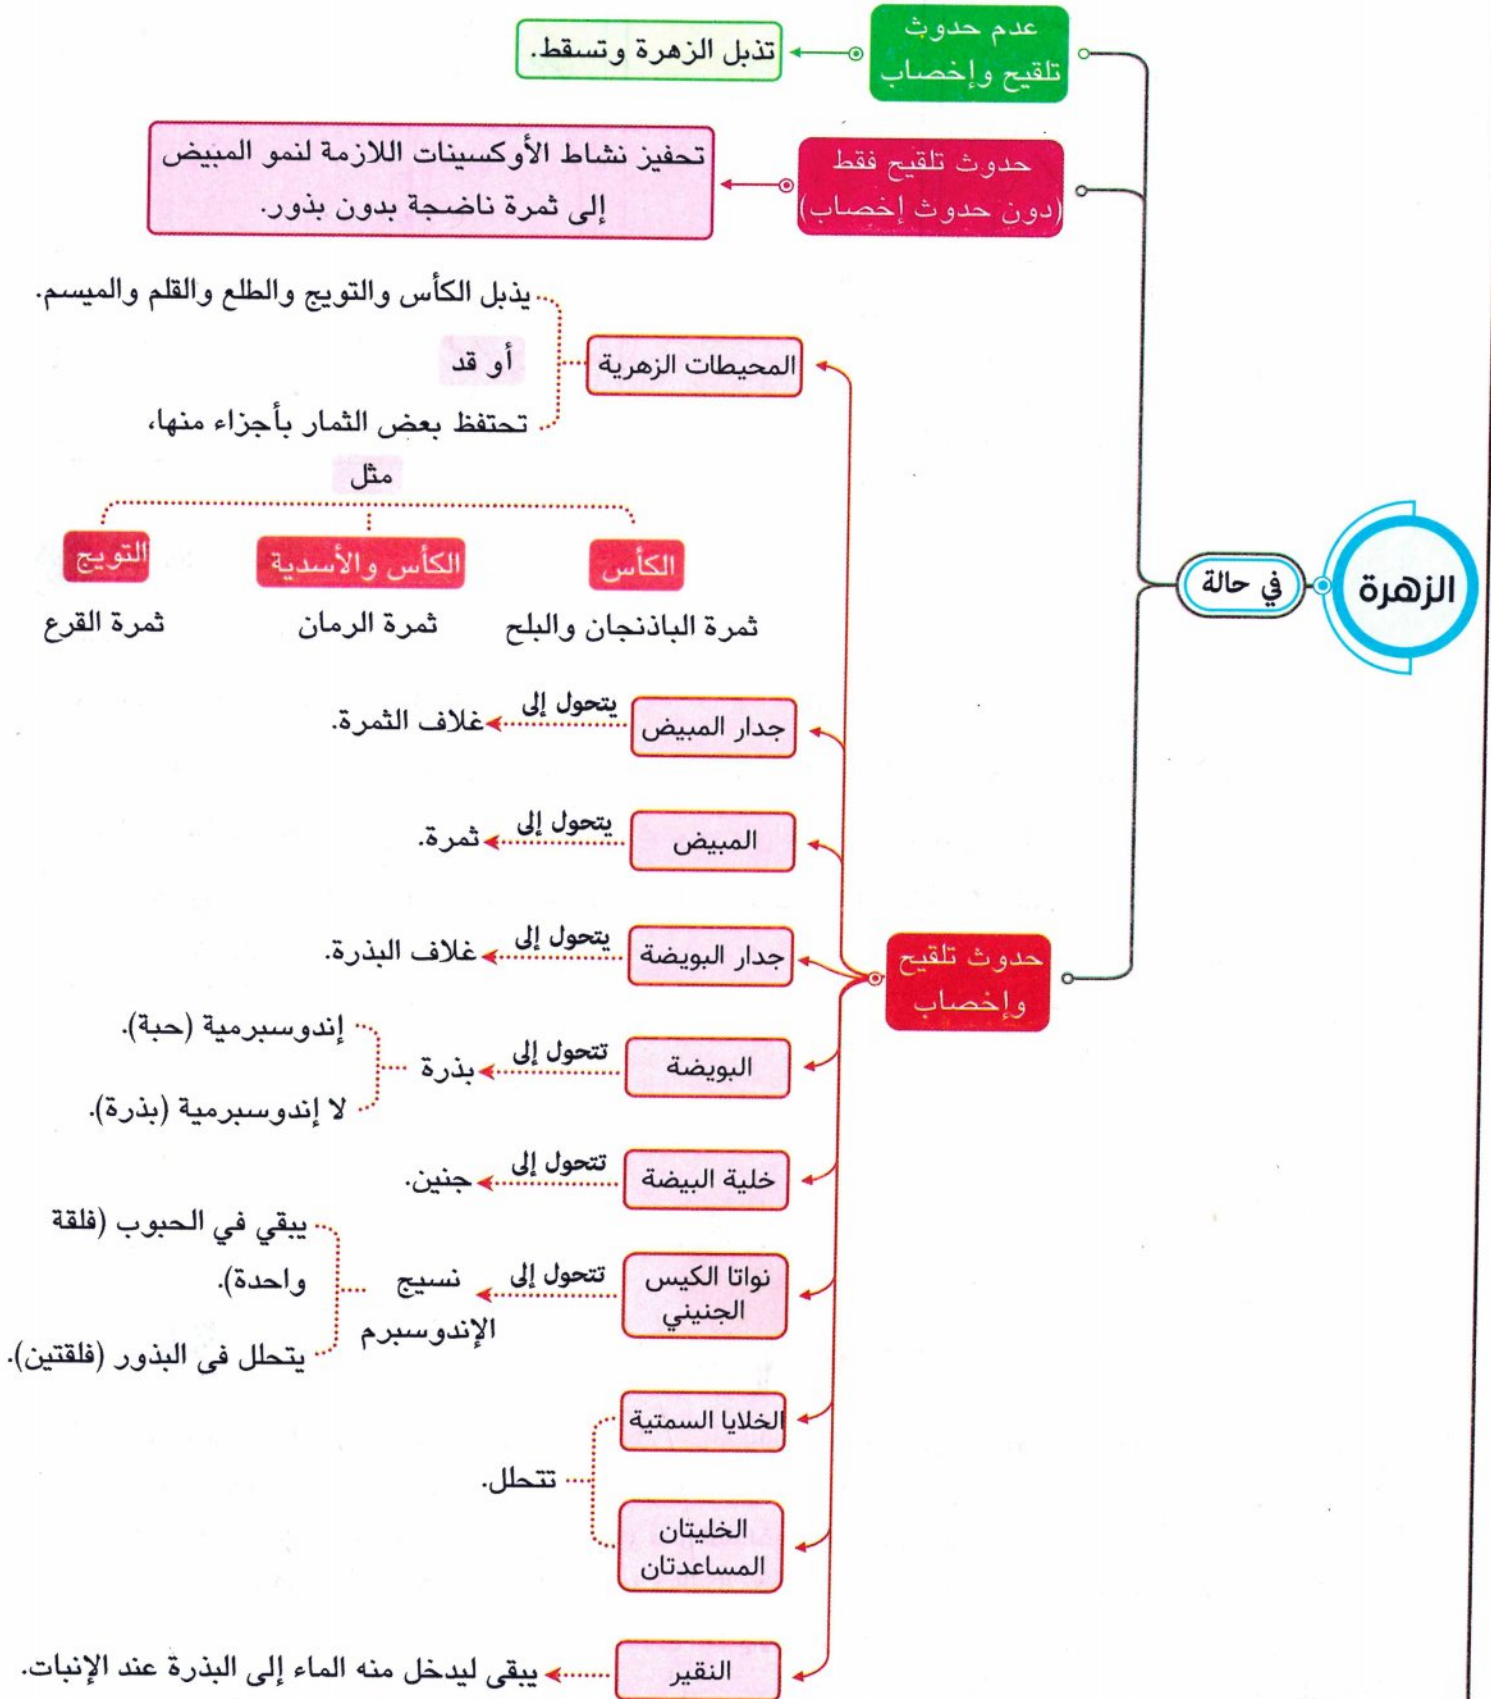 الزهرة
في حالة
عدم حدوث
تلقيح وإخصاب
تذبل الزهرة وتسقط.
حدوث تلقيح فقط
(دون حدوث إخصاب)
تحفيز نشاط الأوكسينات اللازمة لنمو المبيض
إلى ثمرة ناضجة بدون بذور.
حدوث تلقيح
وإخصاب
المحيطات الزهرية
يذبل الكأس والتويج والطلع والقلم والميسم.
أو قد
تحتفظ بعض الثمار بأجزاء منها،
مثل
الكأس
ثمرة الباذنجان والبلح
الكأس والأسدية
ثمرة الرمان
التويج
ثمرة القرع
جدار المبيض
يتحول إلى
غلاف الثمرة.
المبيض
يتحول إلى
ثمرة.
جدار البويضة
يتحول إلى
غلاف البذرة.
البويضة
تتحول إلى
بذرة
إندوسبرمية (حبة).
لا إندوسبرمية (بذرة).
خلية البيضة
تتحول إلى
جنين.
نواتا الكيس
الجنيني
تتحول إلى
نسيج
الإندوسبرم
يبقي في الحبوب (فلقة
واحدة).
يتحلل فى البذور (فلقتين).
الخلايا السمتية
الخليتان
المساعدتان
تتحلل.
النقير
يبقى ليدخل منه الماء إلى البذرة عند الإنبات.